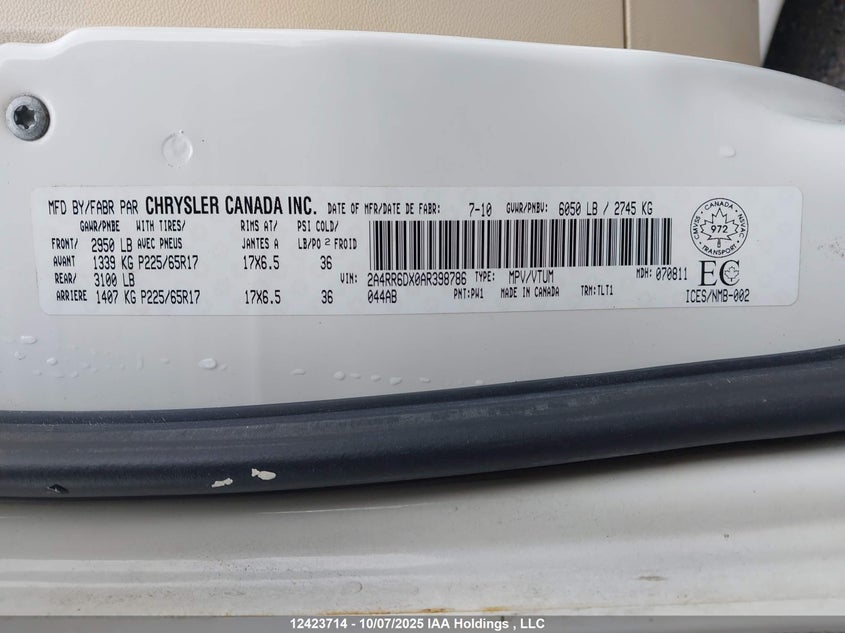 MFD BY/FABR PAR CHRYSLER CANADA INC. DATE OF MFR/DATE DE FABR: 7-10 GVWR/PNBV: 6050 LB / 2745 KG
GAWR/PNBE WITH TIRES/ RIMS AT/ PSI COLD/
FRONT/ 2950 LB AVEC PNEUS JANTES A LB/PO 2 FROID
AVANT 1339 KG P225/65R17 17X6.5 36
REAR/ 3100 LB VIN: 2A4RR6DX0AR398786 TYPE: MPV/VTUM MDH: 070811
ARRIERE 1407 KG P225/65R17 17X6.5 36 044AB PNT:PW1 MADE IN CANADA TRM:TLT1
CMVSS CANADA NSVAC
972
8
TRANSPORT
EC
ICES/NMB-002
12423714 - 10/07/2025 IAA Holdings , LLC